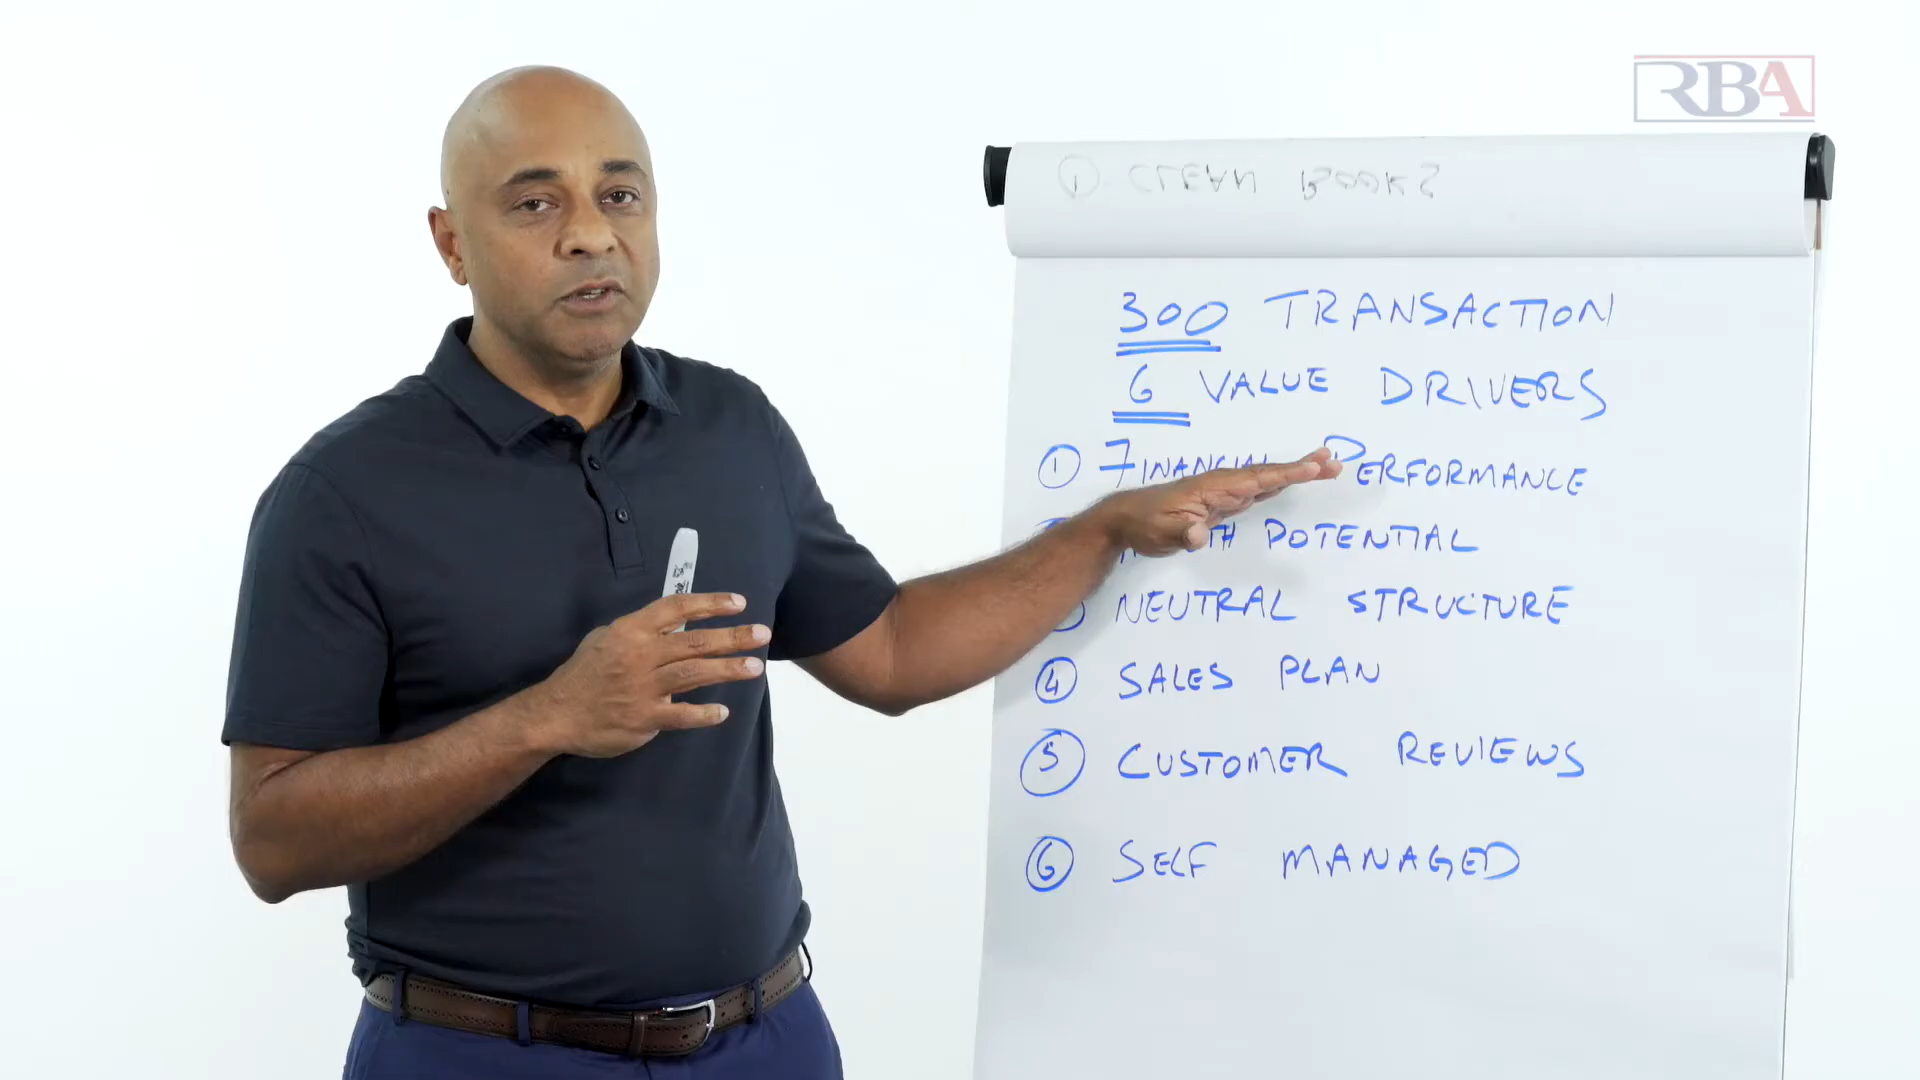 RBA
① CLEAN BOOKS
300 TRANSACTION
6 VALUE DRIVERS
① FINANCIAL PERFORMANCE
POTENTIAL
NEUTRAL STRUCTURE
④ SALES PLAN
⑤ CUSTOMER REVIEWS
⑥ SELF MANAGED